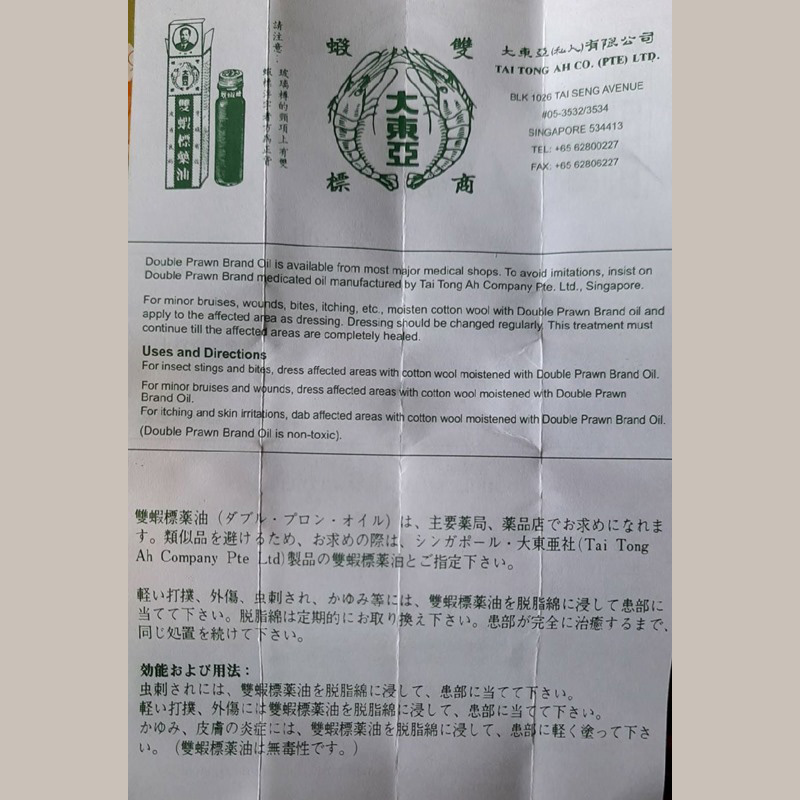 大東亞
雙蝦標藥油
請注意：玻璃樽的頸項上有雙
蝦標浮字者方為正
雙蝦
商標
大東亞
大東亞(私人)有限公司
TAI TONG AH CO. (PTE) LTD.
BLK 1026 TAI SENG AVENUE
#05-3532/3534
SINGAPORE 534413
TEL: +65 62800227
FAX: +65 62806227
Double Prawn Brand Oil is available from most major medical shops. To avoid imitations, insist on
Double Prawn Brand medicated oil manufactured by Tai Tong Ah Company Pte. Ltd., Singapore.
For minor bruises, wounds, bites, itching, etc., moisten cotton wool with Double Prawn Brand oil and
apply to the affected area as dressing. Dressing should be changed regularly. This treatment must
continue till the affected areas are completely healed.
Uses and Directions
For insect stings and bites, dress affected areas with cotton wool moistened with Double Prawn Brand Oil.
For minor bruises and wounds, dress affected areas with cotton wool moistened with Double Prawn
Brand Oil.
For itching and skin irritations, dab affected areas with cotton wool moistened with Double Prawn Brand Oil.
(Double Prawn Brand Oil is non-toxic).
雙蝦標薬油（ダブル・プロン・オイル）は、主要薬局、薬品店でお求めになれま
す。類似品を避けるため、お求めの際は、シンガポール・大東亜社(Tai Tong
Ah Company Pte Ltd)製品の雙蝦標薬油とご指定下さい。
軽い打撲、外傷、虫刺され、かゆみ等には、雙蝦標薬油を脱脂綿に浸して患部に
当てて下さい。脱脂綿は定期的にお取り換え下さい。患部が完全に治癒するまで、
同じ処置を続けて下さい。
効能および用法：
虫刺されには、雙蝦標薬油を脱脂綿に浸して、患部に当てて下さい。
軽い打撲、外傷には雙蝦標薬油を脱脂綿に浸して、患部に当てて下さい。
かゆみ、皮膚の炎症には、雙蝦標薬油を脱脂綿に浸して、患部に軽く塗って下さ
い。（雙蝦標薬油は無毒性です。）